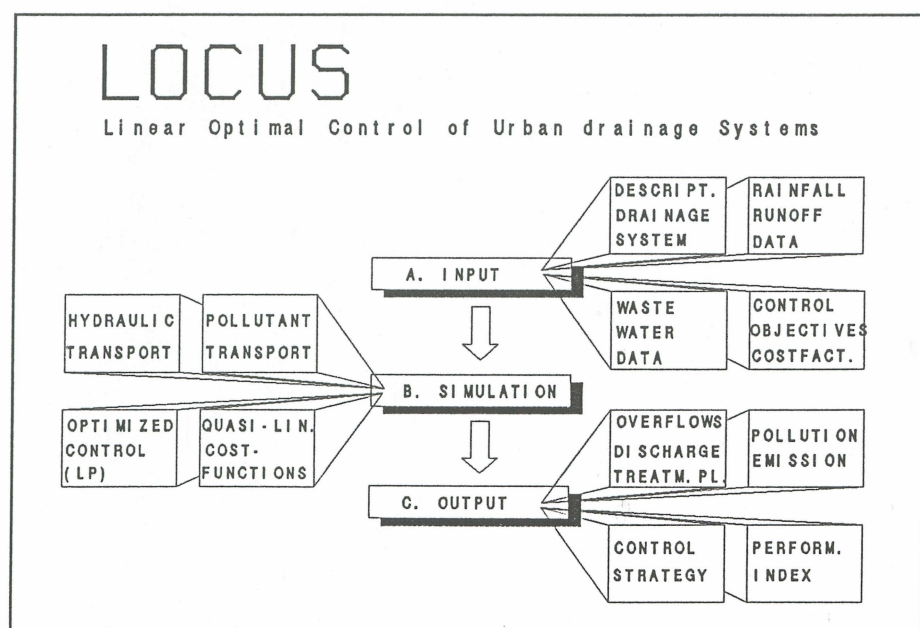 LOCUS
Linear Optimal Control of Urban drainage Systems
DESCRIPT.
DRAINAGE
SYSTEM
RAINFALL
RUNOFF
DATA
A. INPUT
WASTE
WATER
DATA
CONTROL
OBJECTIVES
COSTFACT.
HYDRAULIC
TRANSPORT
POLLUTANT
TRANSPORT
B. SIMULATION
OPTIMIZED
CONTROL
(LP)
QUASI-LIN.
COST-
FUNCTIONS
OVERFLOWS
DISCHARGE
TREATM. PL.
POLLUTION
EMISSION
C. OUTPUT
CONTROL
STRATEGY
PERFORM.
INDEX